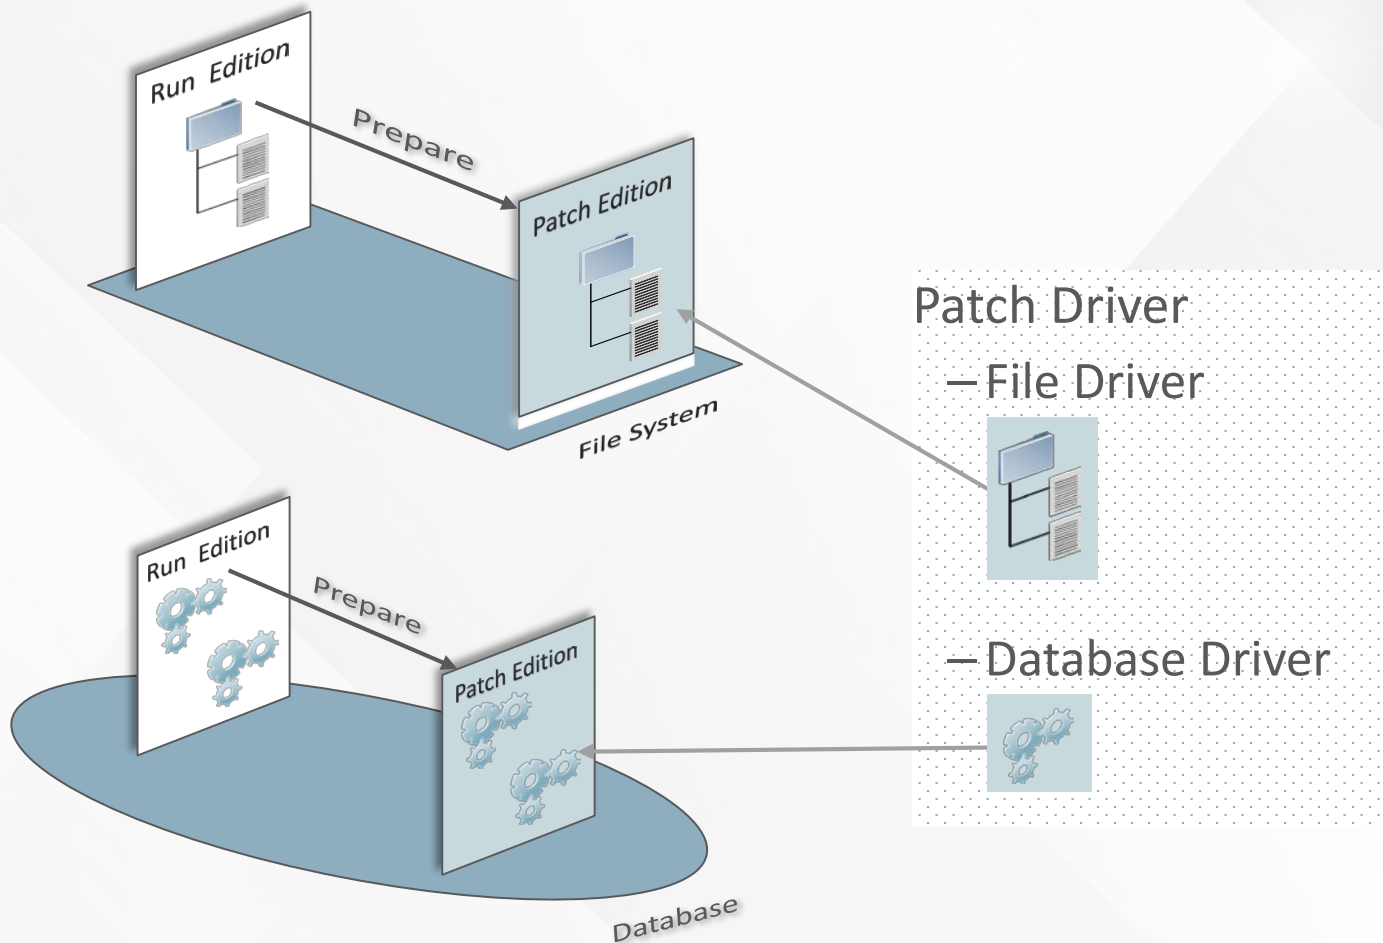 Run Edition
Prepare
Patch Edition
File System
Run Edition
Prepare
Patch Edition
Database
Patch Driver
– File Driver
– Database Driver